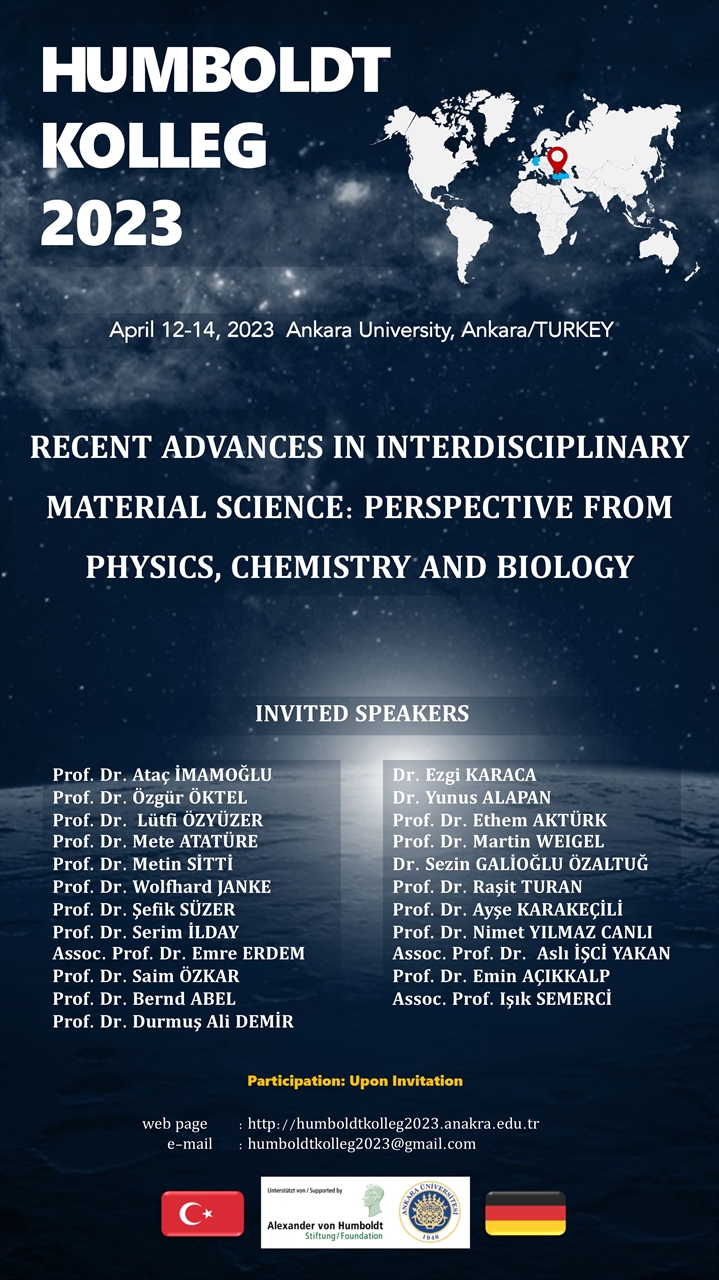 HUMBOLDT
KOLLEG
2023
April 12-14, 2023 Ankara University, Ankara/TURKEY
RECENT ADVANCES IN INTERDISCIPLINARY
MATERIAL SCIENCE: PERSPECTIVE FROM
PHYSICS, CHEMISTRY AND BIOLOGY
INVITED SPEAKERS
Prof. Dr. Ataç İMAMOĞLU
Prof. Dr. Özgür ÖKTEL
Prof. Dr. Lütfi ÖZYÜZER
Prof. Dr. Mete ATATÜRE
Prof. Dr. Metin SİTTİ
Prof. Dr. Wolfhard JANKE
Prof. Dr. Şefik SÜZER
Prof. Dr. Serim İLDAY
Assoc. Prof. Dr. Emre ERDEM
Prof. Dr. Saim ÖZKAR
Prof. Dr. Bernd ABEL
Prof. Dr. Durmuş Ali DEMİR
Dr. Ezgi KARACA
Dr. Yunus ALAPAN
Prof. Dr. Ethem AKTÜRK
Prof. Dr. Martin WEIGEL
Dr. Sezin GALİOĞLU ÖZALTUĞ
Prof. Dr. Raşit TURAN
Prof. Dr. Ayşe KARAKEÇİLİ
Prof. Dr. Nimet YILMAZ CANLI
Assoc. Prof. Dr. Aslı İŞCİ YAKAN
Prof. Dr. Emin AÇIKKALP
Assoc. Prof. Işık SEMERCİ
Participation: Upon Invitation
web page : http://humboldtkolleg2023.anakra.edu.tr
e-mail : humboldtkolleg2023@gmail.com
Unterstützt von / Supported by
Alexander von Humboldt
Stiftung/Foundation
ANKARA ÜNİVERSİTESİ
1946